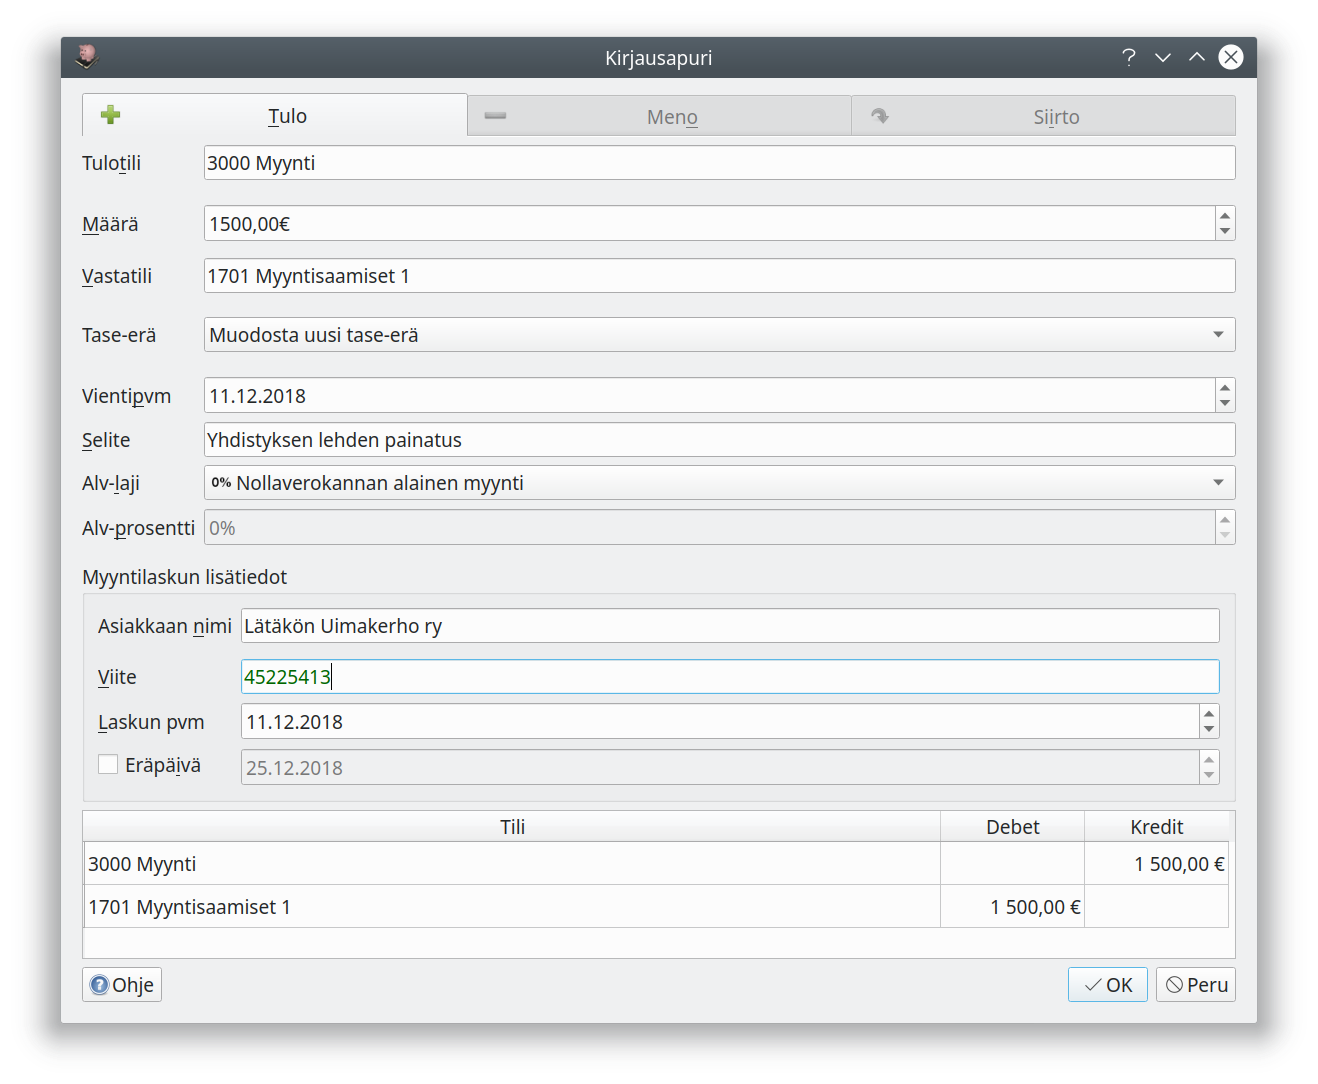 Kirjausapuri
Tulo Meno Siirto
Tulotili 3000 Myynti
Määrä 1500,00€
Vastatili 1701 Myyntisaamiset 1
Tase-erä Muodosta uusi tase-erä
Vientipvm 11.12.2018
Selite Yhdistyksen lehden painatus
Alv-laji 0% Nollaverokannan alainen myynti
Alv-prosentti 0%
Myyntilaskun lisätiedot
Asiakkaan nimi Lätäkön Uimakerho ry
Viite 45225413
Laskun pvm 11.12.2018
Eräpäivä 25.12.2018
Tili Debet Kredit
3000 Myynti 1 500,00 €
1701 Myyntisaamiset 1 1 500,00 €
Ohje OK Peru